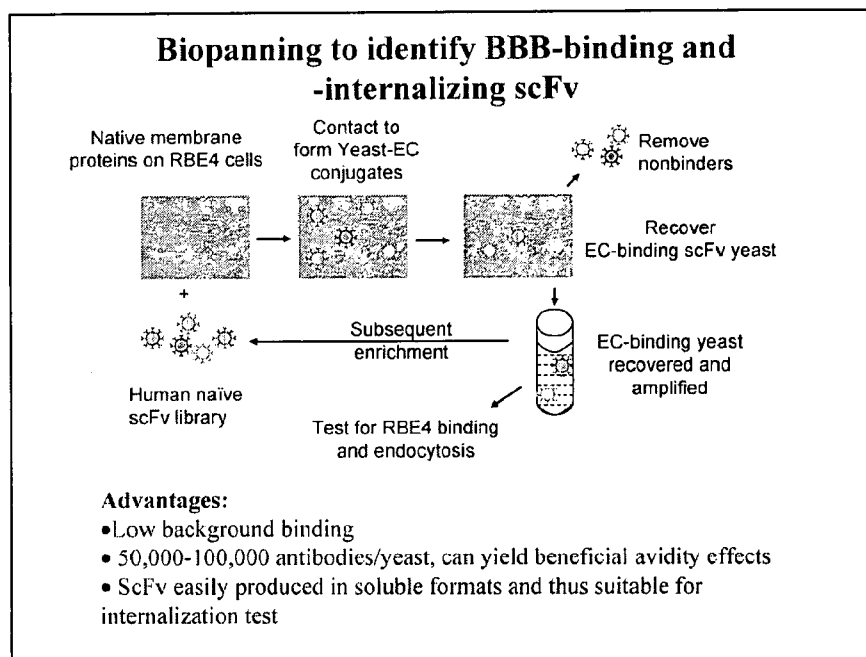 Biopanning to identify BBB-binding and
-internalizing scFv
Native membrane
proteins on RBE4 cells
Contact to
form Yeast-EC
conjugates
Remove
nonbinders
Recover
EC-binding scFv yeast
+
Human naïve
scFv library
Subsequent
enrichment
EC-binding yeast
recovered and
amplified
Test for RBE4 binding
and endocytosis
Advantages:
•Low background binding
• 50,000-100,000 antibodies/yeast, can yield beneficial avidity effects
• ScFv easily produced in soluble formats and thus suitable for
internalization test